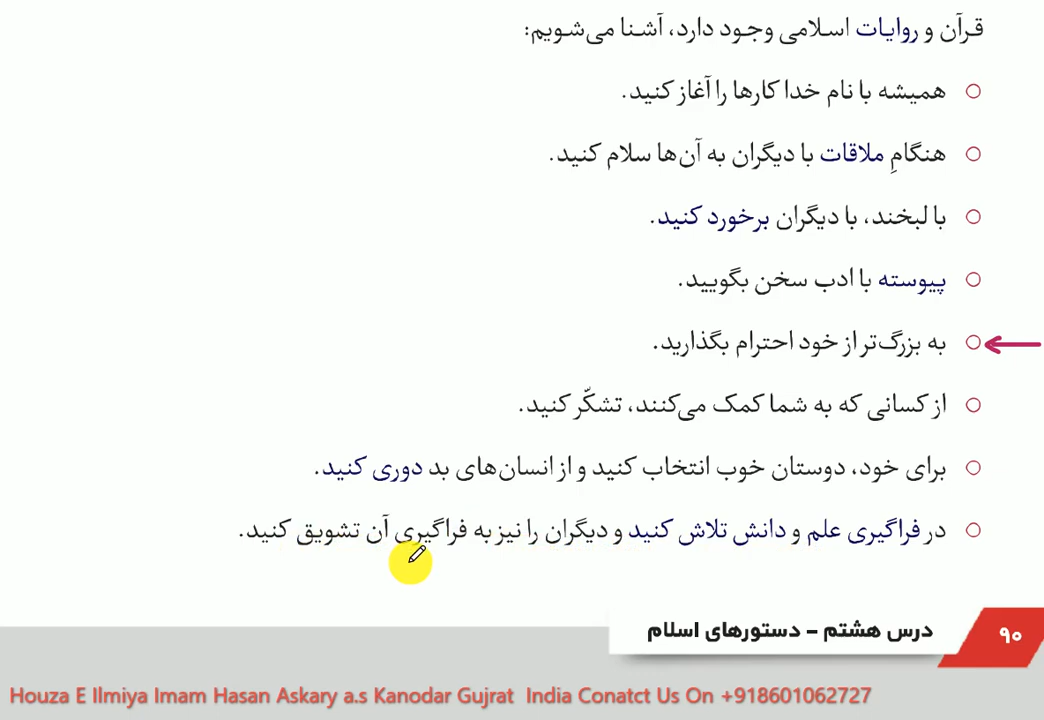 قرآن و روایات اسلامی وجود دارد، آشنا می‌شویم:
همیشه با نام خدا کارها را آغاز کنید.
هنگامِ ملاقات با دیگران به آن‌ها سلام کنید.
با لبخند، با دیگران برخورد کنید.
پیوسته با ادب سخن بگویید.
به بزرگ‌تر از خود احترام بگذارید.
از کسانی که به شما کمک می‌کنند، تشکّر کنید.
برای خود، دوستان خوب انتخاب کنید و از انسان‌های بد دوری کنید.
در فراگیری علم و دانش تلاش کنید و دیگران را نیز به فراگیری آن تشویق کنید.
۹۰ درس هشتم - دستورهای اسلام
Houza E Ilmiya Imam Hasan Askary a.s Kanodar Gujrat India Conatct Us On +918601062727